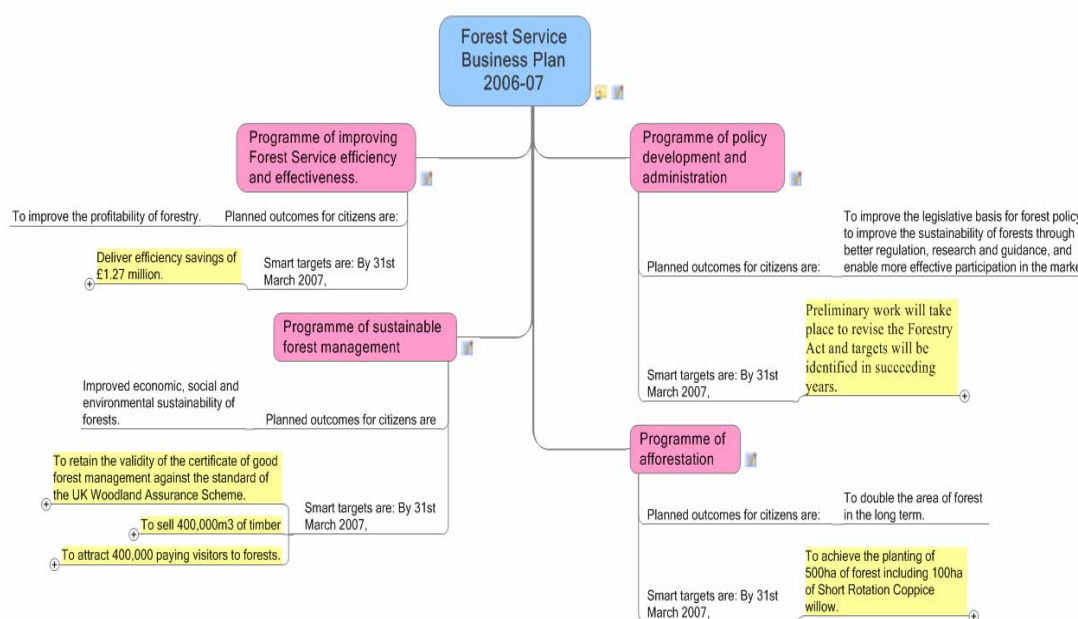 Forest Service
Business Plan
2006-07
Programme of improving
Forest Service efficiency
and effectiveness.
To improve the profitability of forestry.
Planned outcomes for citizens are:
Deliver efficiency savings of
£1.27 million.
Smart targets are: By 31st
March 2007,
Programme of sustainable
forest management
Improved economic, social and
environmental sustainability of
forests.
Planned outcomes for citizens are
To retain the validity of the certificate of good
forest management against the standard of
the UK Woodland Assurance Scheme.
To sell 400,000m3 of timber
To attract 400,000 paying visitors to forests.
Smart targets are: By 31st
March 2007,
Programme of policy
development and
administration
Planned outcomes for citizens are:
To improve the legislative basis for forest policy
to improve the sustainability of forests through
better regulation, research and guidance, and
enable more effective participation in the
Smart targets are: By 31st
March 2007,
Preliminary work will take
place to revise the Forestry
Act and targets will be
identified in succeeding
years.
Programme of
afforestation
Planned outcomes for citizens are:
To double the area of forest
in the long term.
Smart targets are: By 31st
March 2007,
To achieve the planting of
500ha of forest including 100ha
of Short Rotation Coppice
willow.